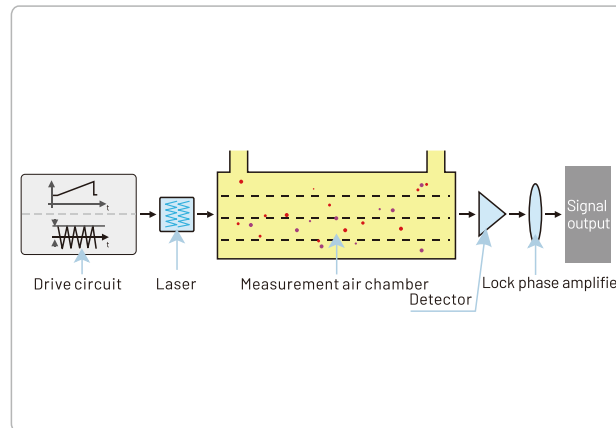 t
t
Signal
output
Drive circuit
Laser
Measurement air chamber
Detector
Lock phase amplifie